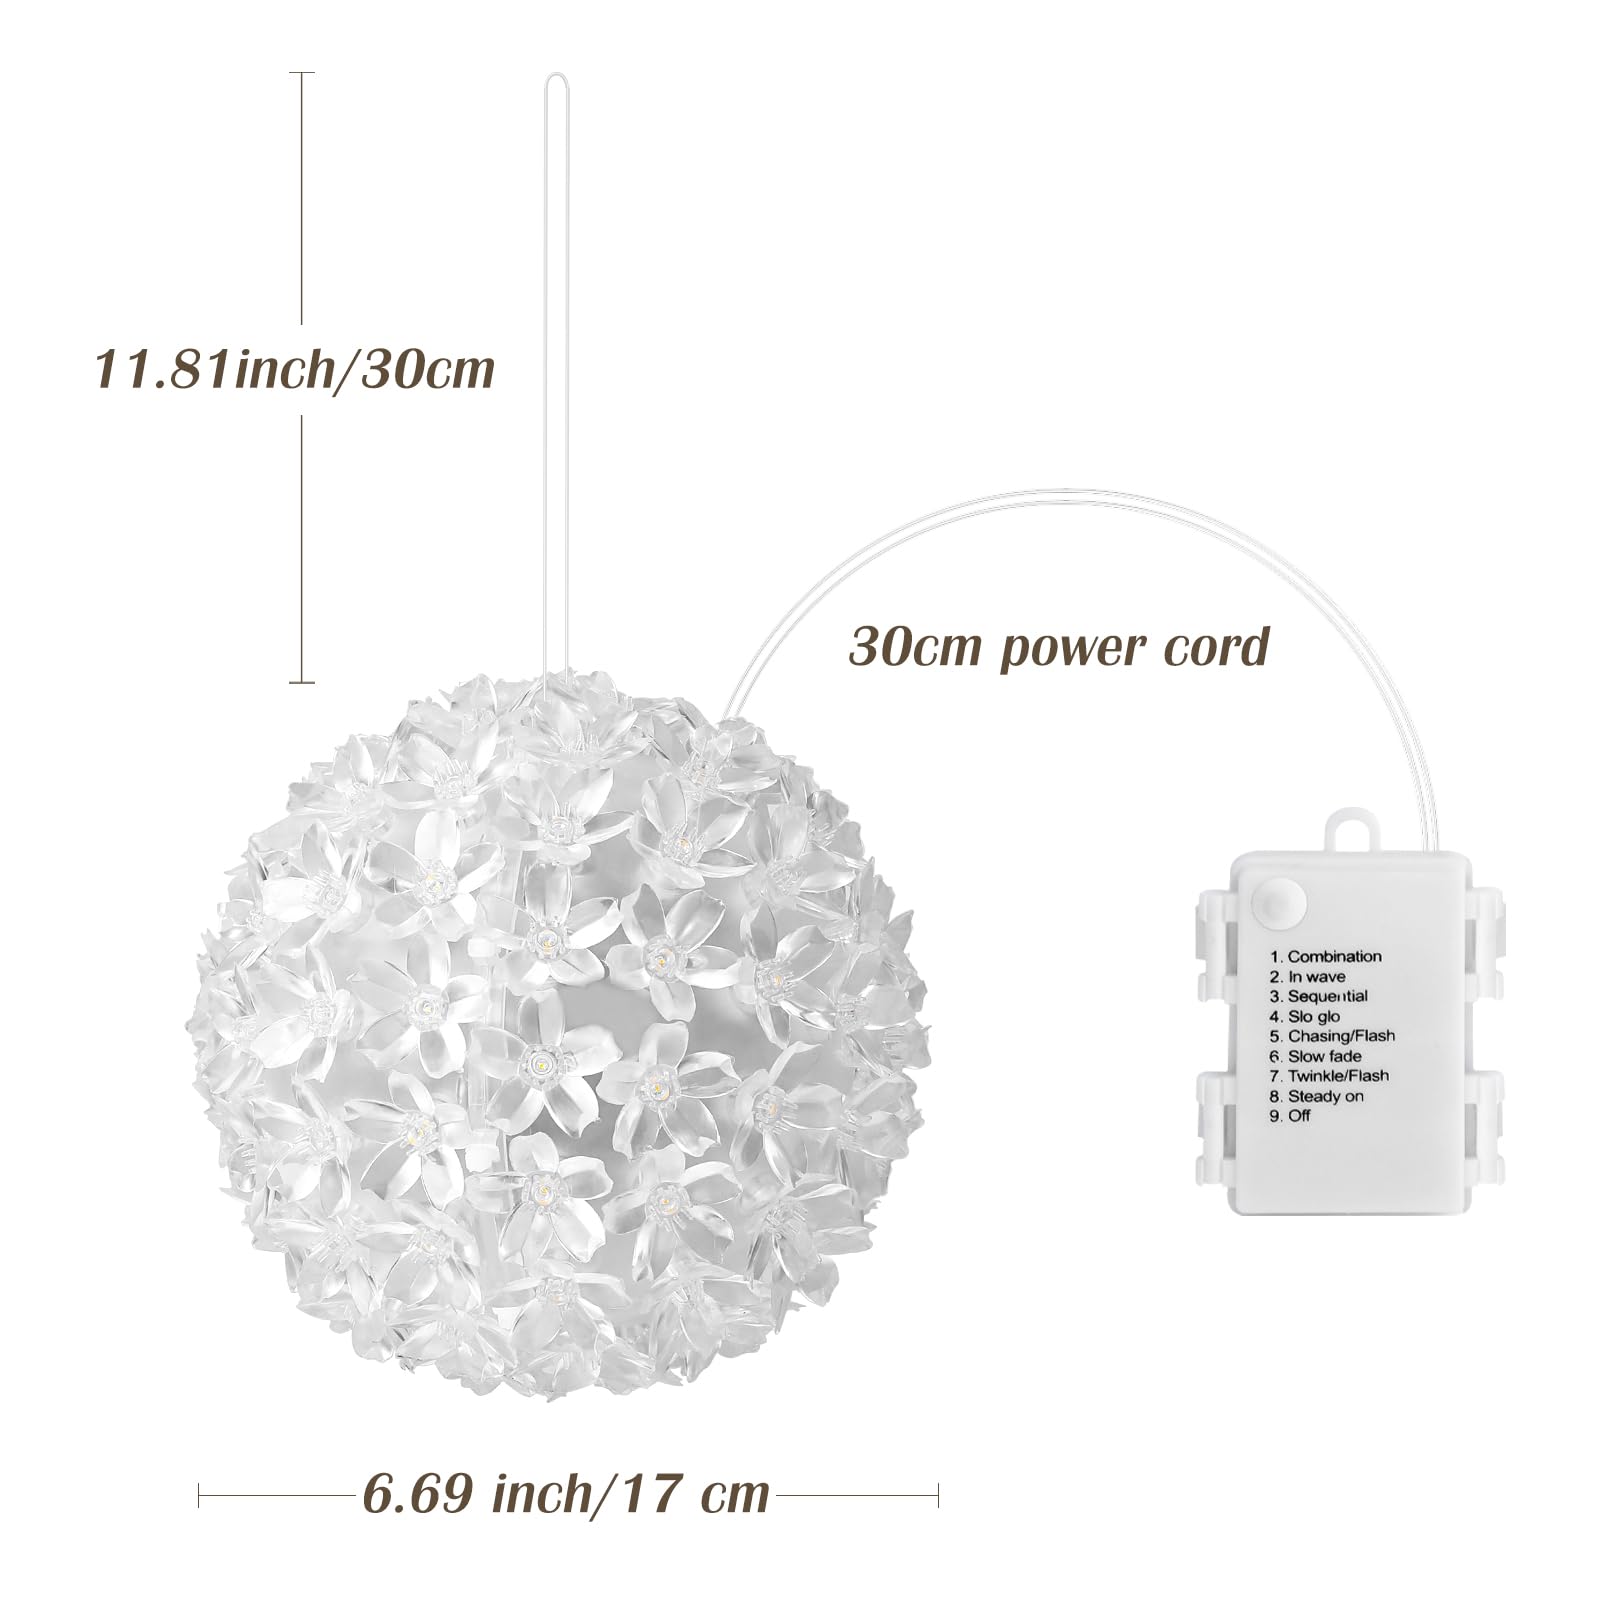 11.81inch/30cm
30cm power cord
1. Combination
2. In wave
3. Sequential
4. Slo glo
5. Chasing/Flash
6. Slow fade
7. Twinkle/Flash
8. Steady on
9. Off
6.69 inch/17 cm